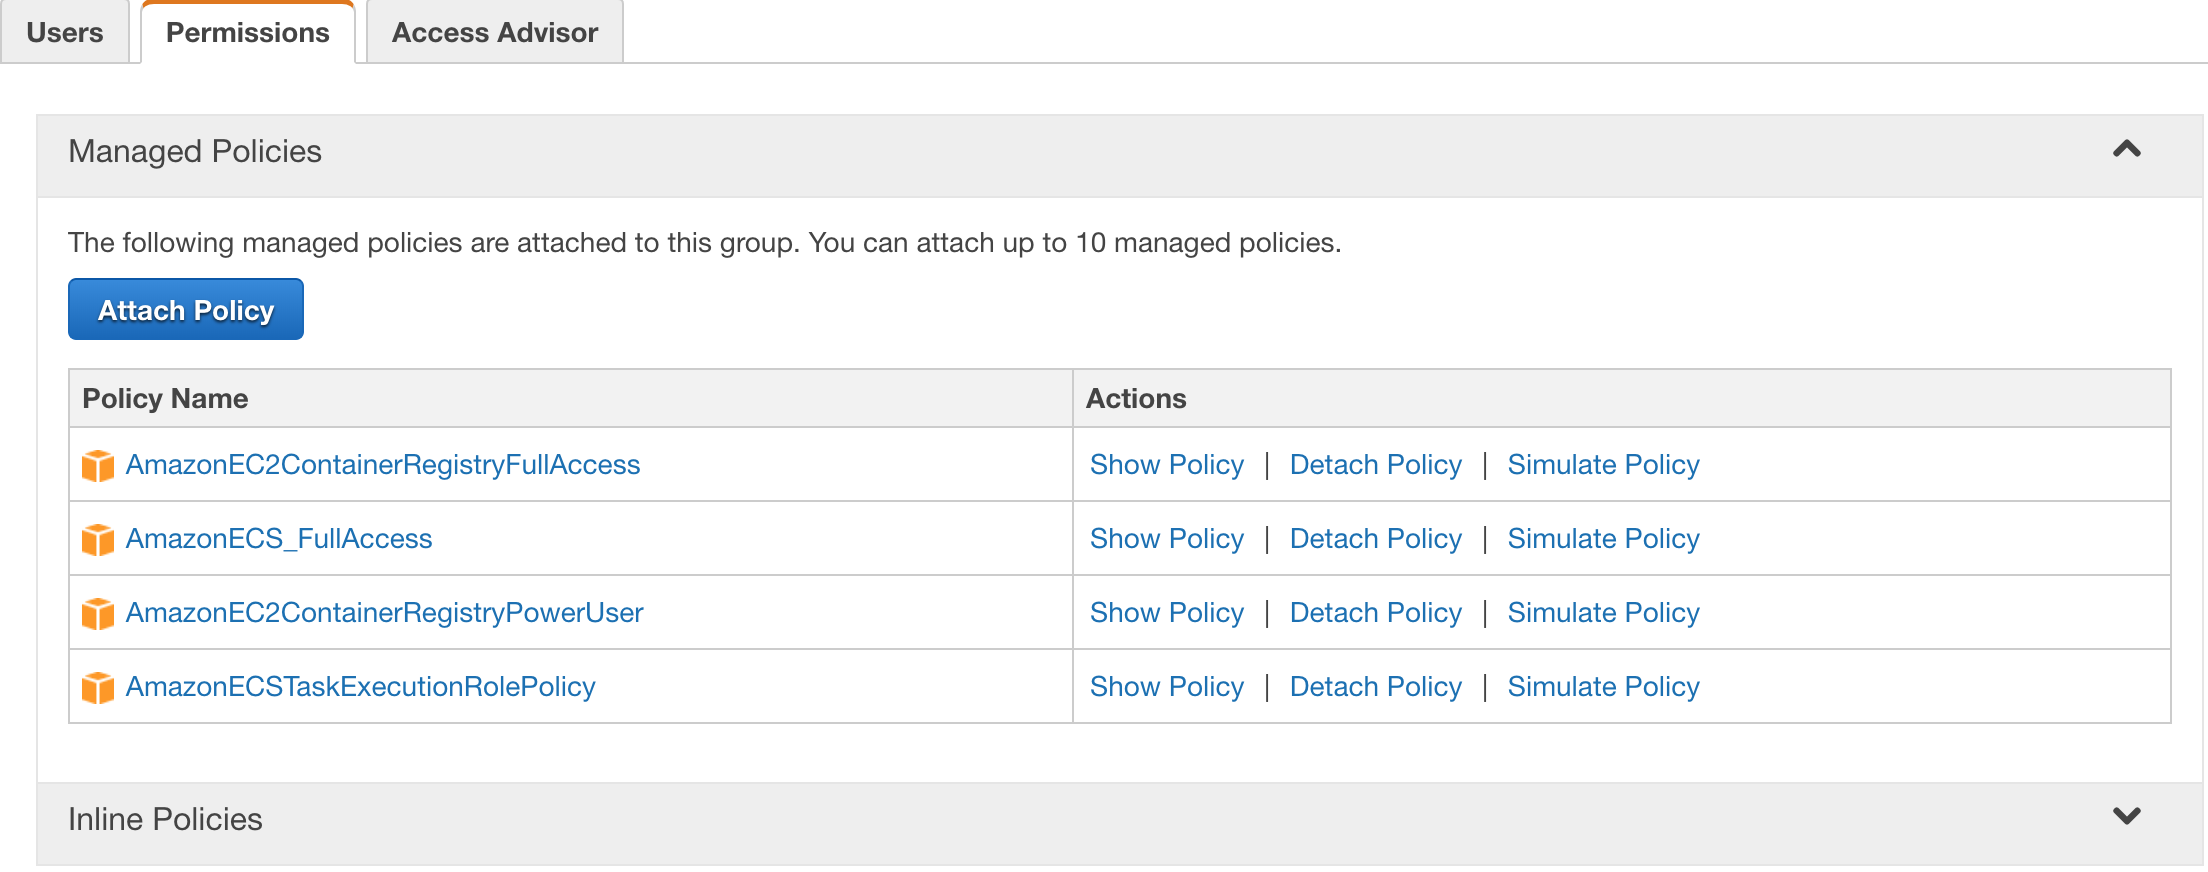 Users Permissions Access Advisor
Managed Policies
The following managed policies are attached to this group. You can attach up to 10 managed policies.
Attach Policy
Policy Name Actions
AmazonEC2ContainerRegistryFullAccess Show Policy | Detach Policy | Simulate Policy
AmazonECS_FullAccess Show Policy | Detach Policy | Simulate Policy
AmazonEC2ContainerRegistryPowerUser Show Policy | Detach Policy | Simulate Policy
AmazonECSTaskExecutionRolePolicy Show Policy | Detach Policy | Simulate Policy
Inline Policies